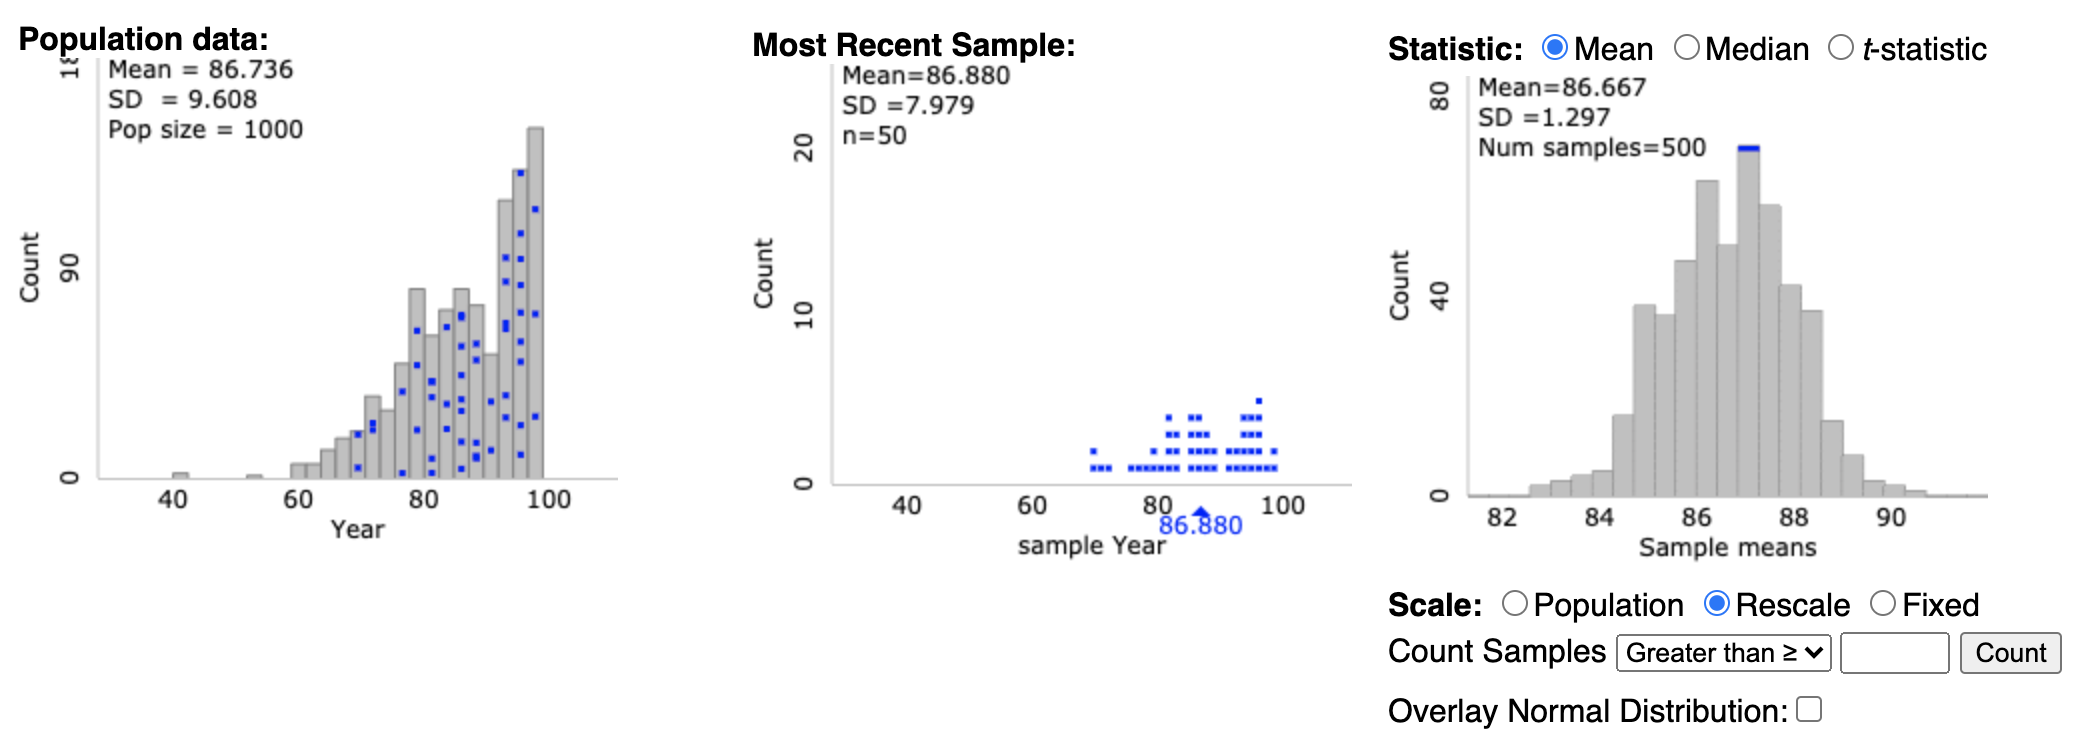 Population data:
Mean = 86.736
SD = 9.608
Pop size = 1000
90
0
Count
40 60 80 100
Year
Most Recent Sample:
Mean=86.880
SD =7.979
n=50
20
10
0
Count
40 60 80 100
86.880
sample Year
Statistic: Mean Median t-statistic
Mean=86.667
SD =1.297
Num samples=500
80
40
0
Count
82 84 86 88 90
Sample means
Scale: Population Rescale Fixed
Count Samples Greater than ≥ Count
Overlay Normal Distribution: